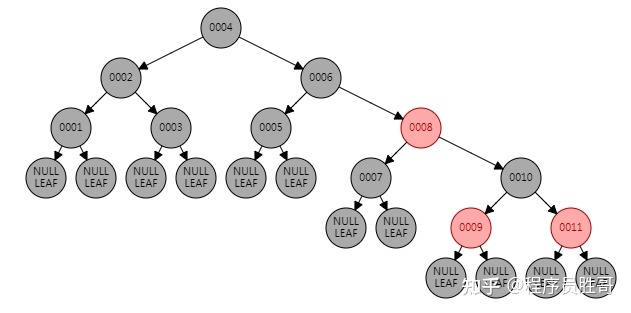 0004
0002
0006
0001
0003
0005
0008
NULL
LEAF
NULL
LEAF
NULL
LEAF
NULL
LEAF
NULL
LEAF
NULL
LEAF
0007
0010
NULL
LEAF
NULL
LEAF
0009
0011
NULL
LEAF
NULL
LEAF
NULL
LEAF
NULL
LEAF
知乎 @程序员胜哥